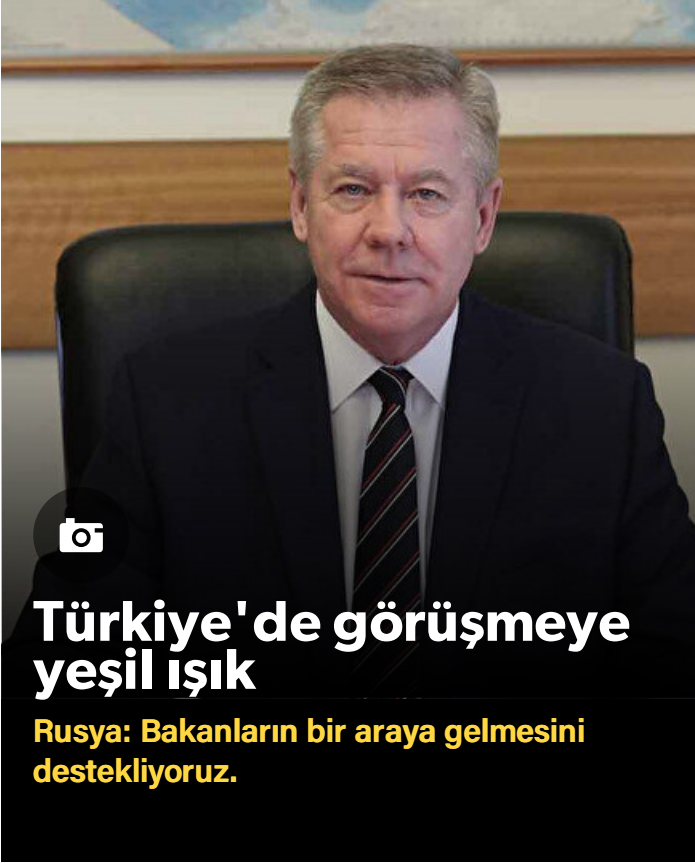 Türkiye'de görüşmeye
yeşil ışık
Rusya: Bakanların bir araya gelmesini
destekliyoruz.